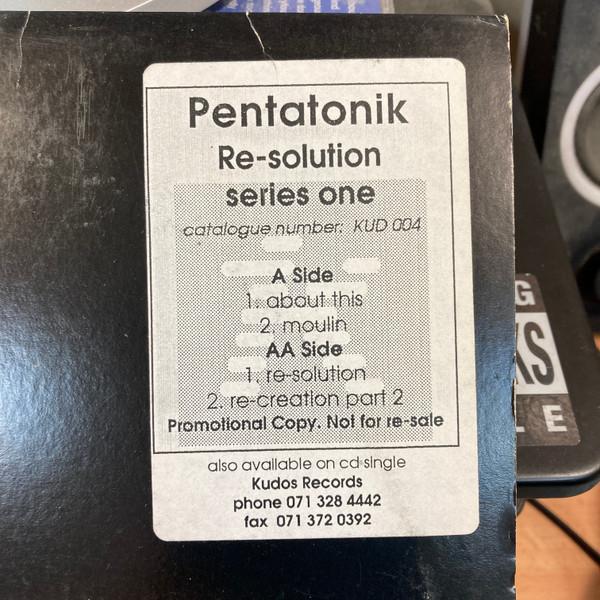 Pentatonik
Re-solution
series one
catalogue number: KUD 004
A Side
1. about this
2. moulin
AA Side
1. re-solution
2. re-creation part 2
Promotional Copy. Not for re-sale
also available on cd single
Kudos Records
phone 071 328 4442
fax 071 372 0392
G
KS
L E